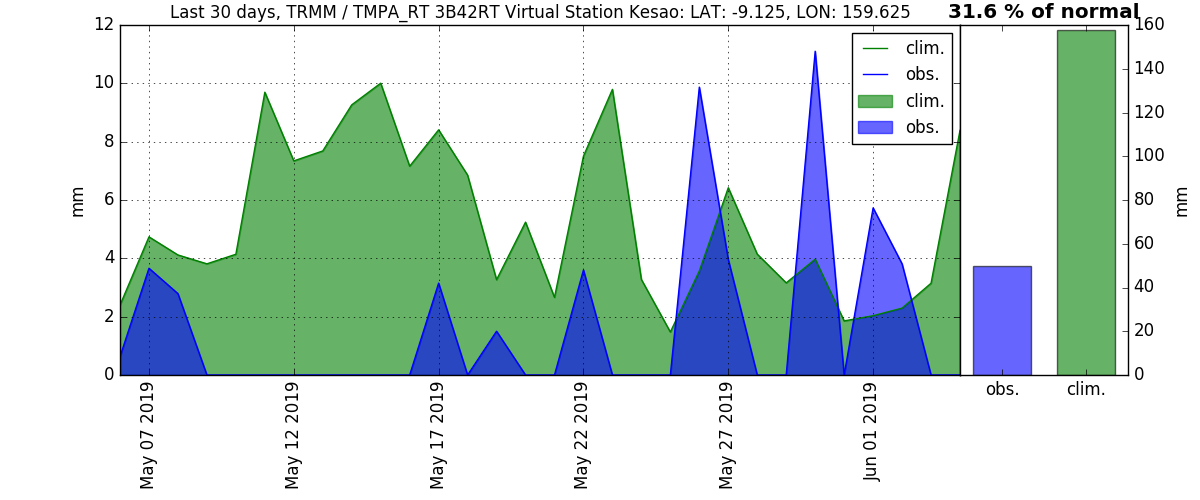 Last 30 days, TRMM / TMPA_RT 3B42RT Virtual Station Kesao: LAT: -9.125, LON: 159.625
31.6 % of normal
12
10
8
6
4
2
0
mm
clim.
obs.
clim.
obs.
May 07 2019
May 12 2019
May 17 2019
May 22 2019
May 27 2019
Jun 01 2019
160
140
120
100
80
60
40
20
0
mm
obs.
clim.